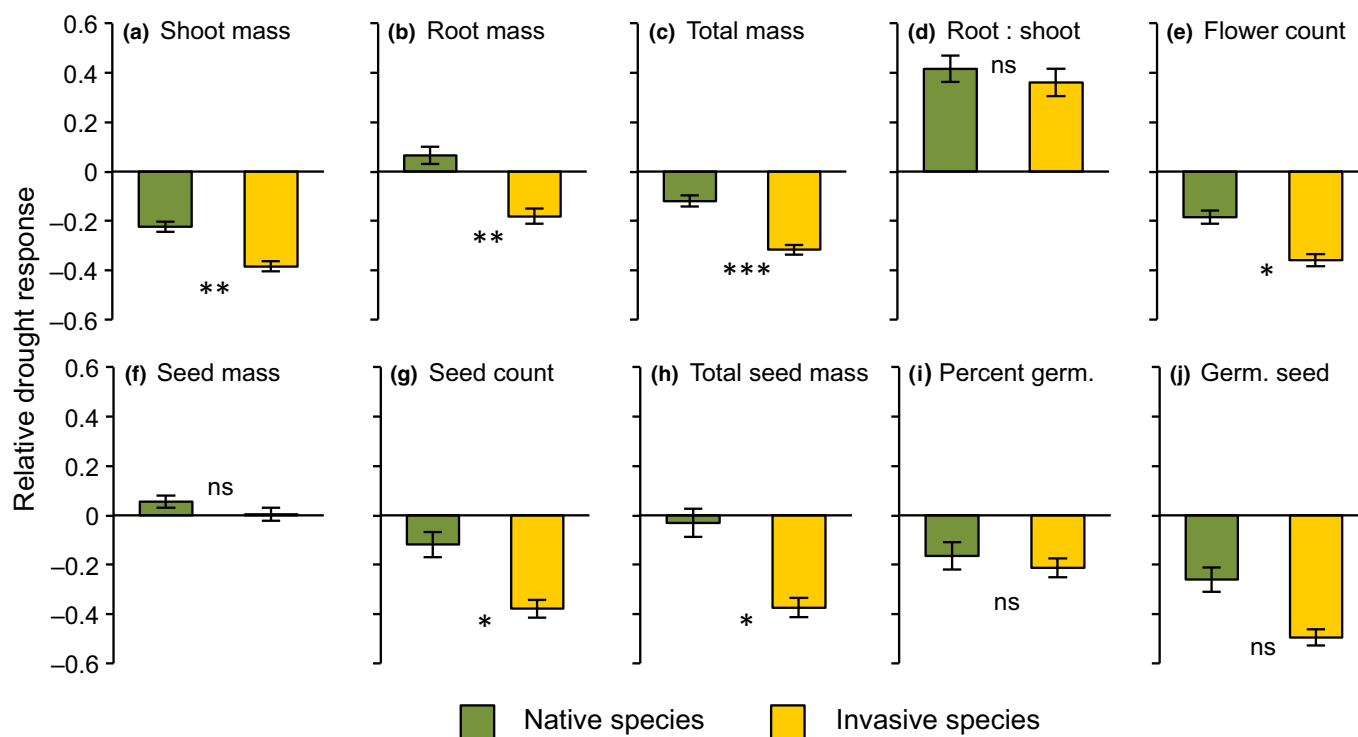 (a) Shoot mass
(b) Root mass
(c) Total mass
(d) Root : shoot
(e) Flower count
0.6
0.4
0.2
0
–0.2
–0.4
–0.6
**
**
***
ns
*
Relative drought response
(f) Seed mass
(g) Seed count
(h) Total seed mass
(i) Percent germ.
(j) Germ. seed
0.6
0.4
0.2
0
–0.2
–0.4
–0.6
ns
*
*
ns
ns
Native species
Invasive species